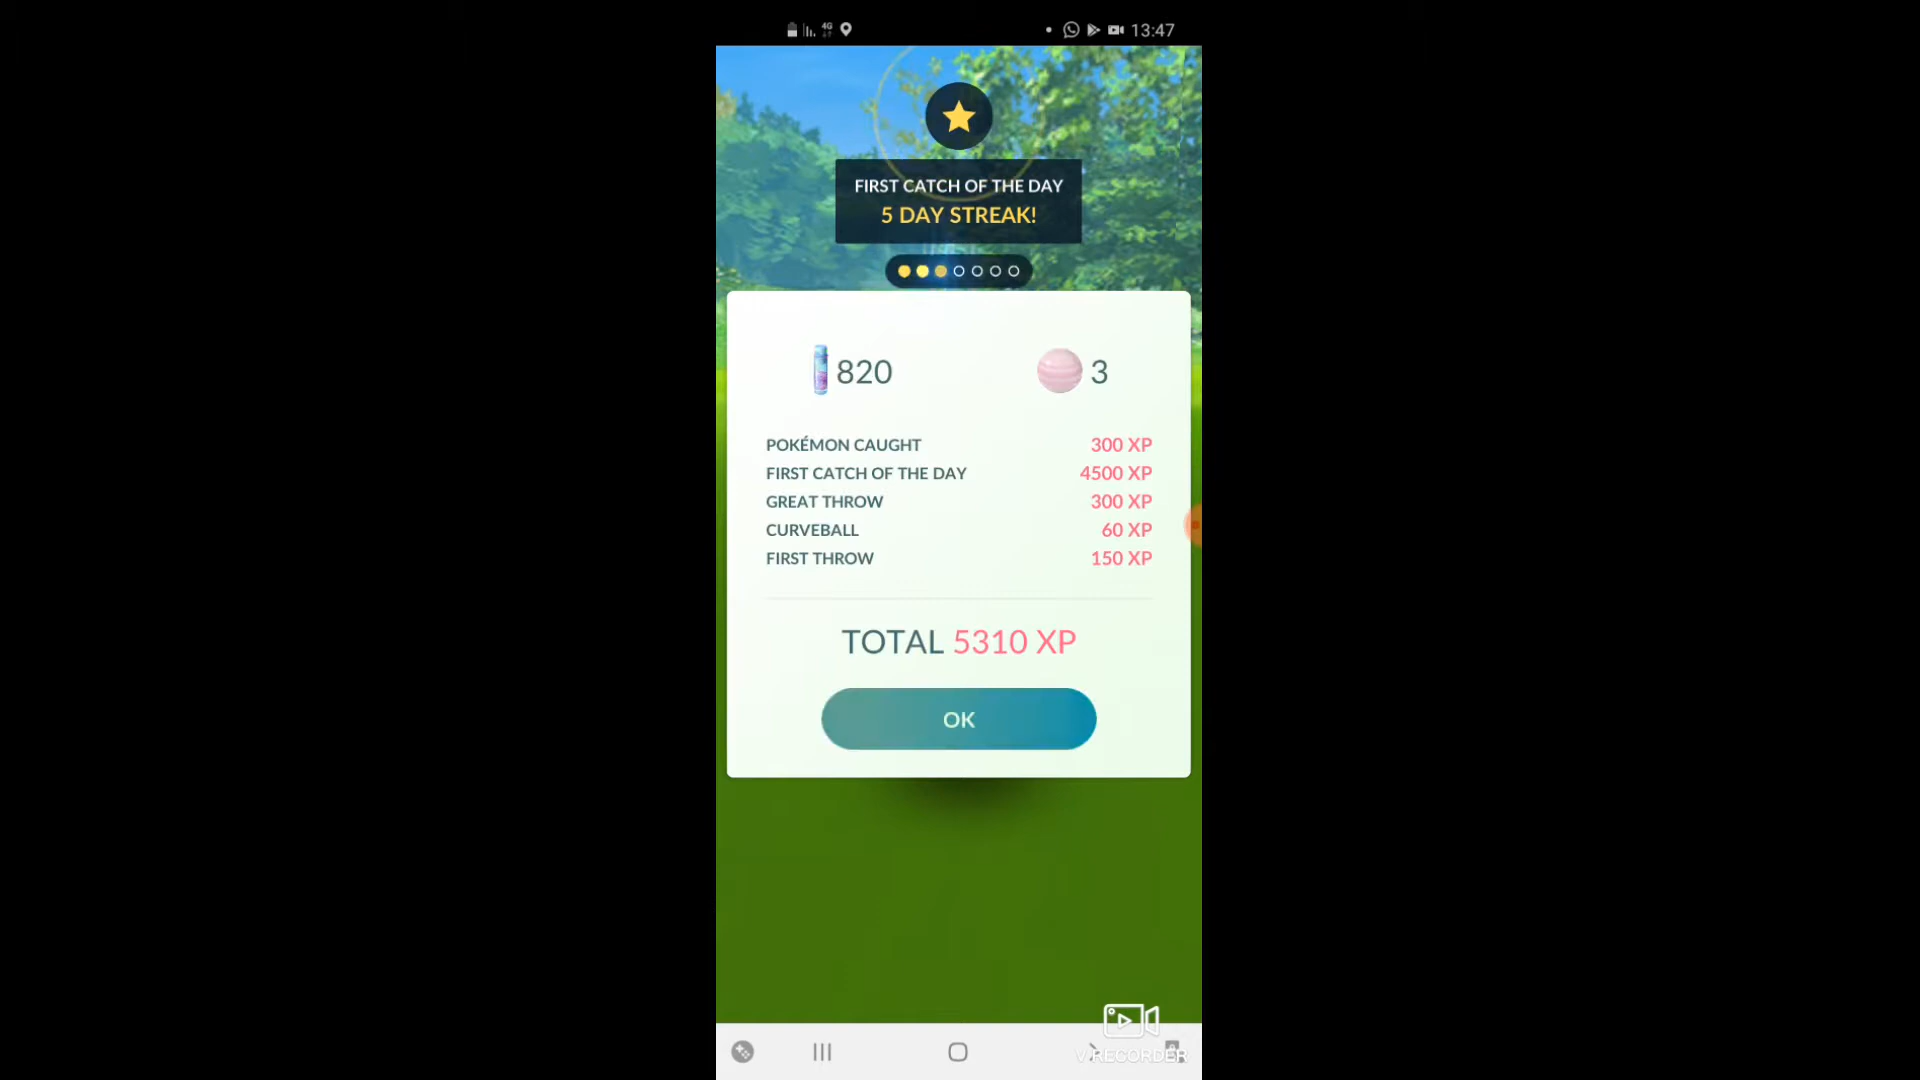 4G
13:47
FIRST CATCH OF THE DAY
5 DAY STREAK!
820
3
POKÉMON CAUGHT 300 XP
FIRST CATCH OF THE DAY 4500 XP
GREAT THROW 300 XP
CURVEBALL 60 XP
FIRST THROW 150 XP
TOTAL 5310 XP
OK
V RECORDER